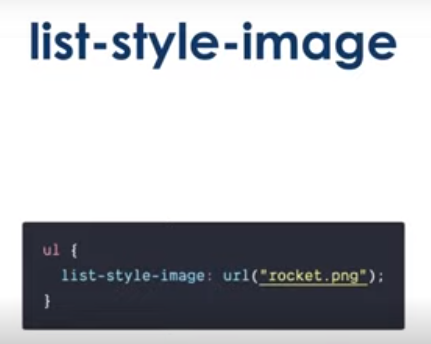 list-style-image
ul {
list-style-image: url("rocket.png");
}